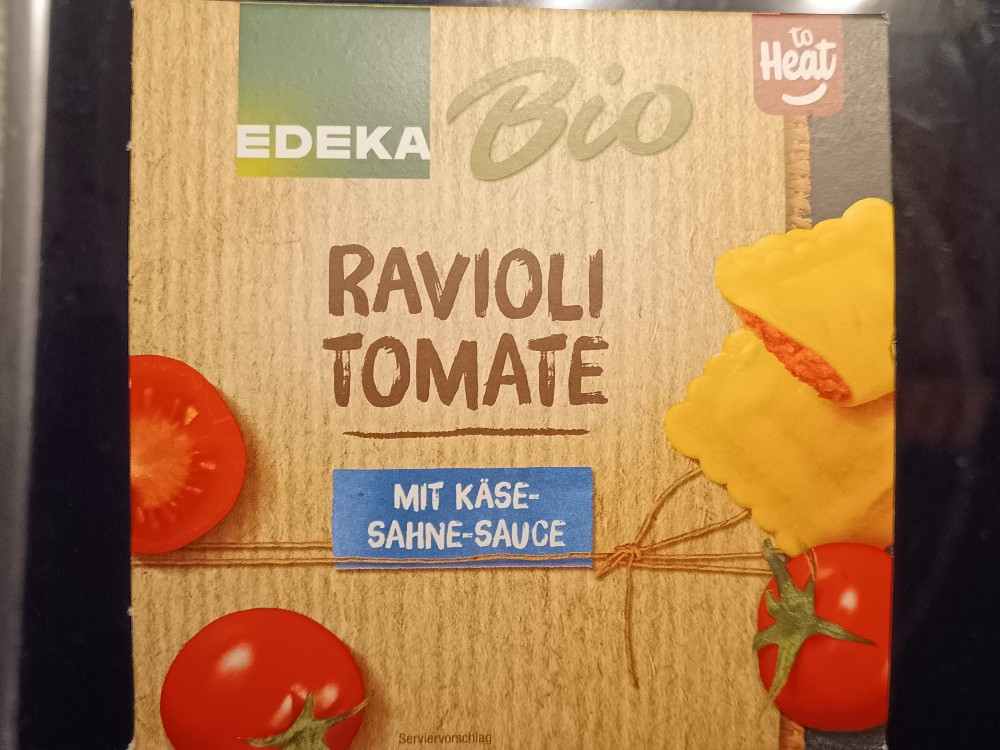 EDEKA
Bio
to
Heat
RAVIOLI
TOMATE
MIT KÄSE-
SAHNE-SAUCE
Serviervorschlag